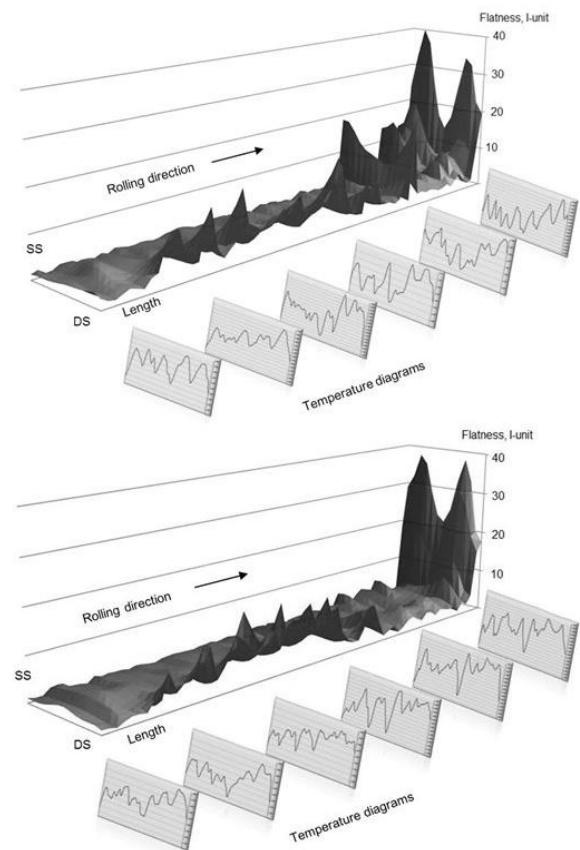 Flatness, I-unit
40
30
20
10
Rolling direction
SS
DS
Length
Temperature diagrams
Flatness, I-unit
40
30
20
10
Rolling direction
SS
DS
Length
Temperature diagrams